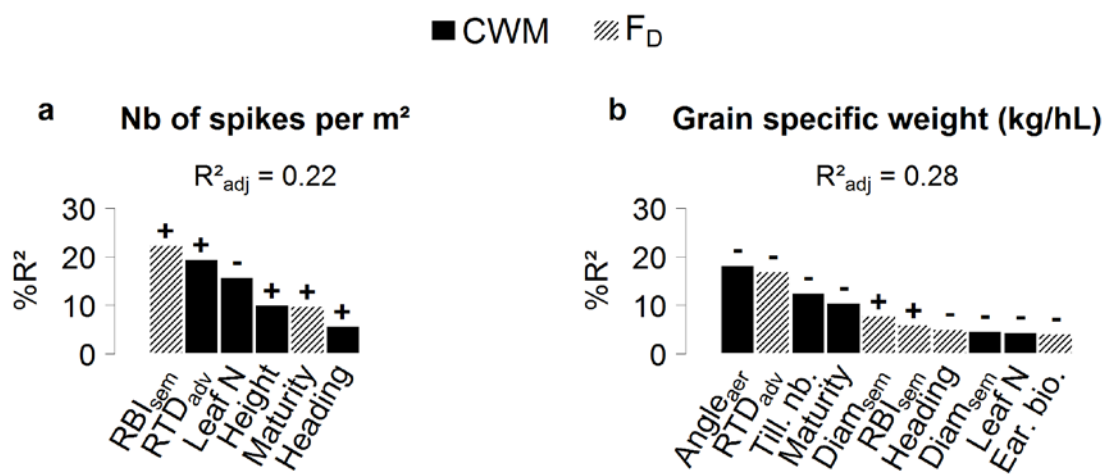 CWM F_D
a Nb of spikes per m²
R²adj = 0.22
%R²
30
20
10
0
+ + - + + +
RBIsem RTDadv Leaf N Height Maturity Heading
b Grain specific weight (kg/hL)
R²adj = 0.28
%R²
30
20
10
0
- - - - + + - - - -
Angleaer RTDadv Till. nb. Maturity Diamsem RBIsem Heading Diamsem Leaf N Ear. bio.